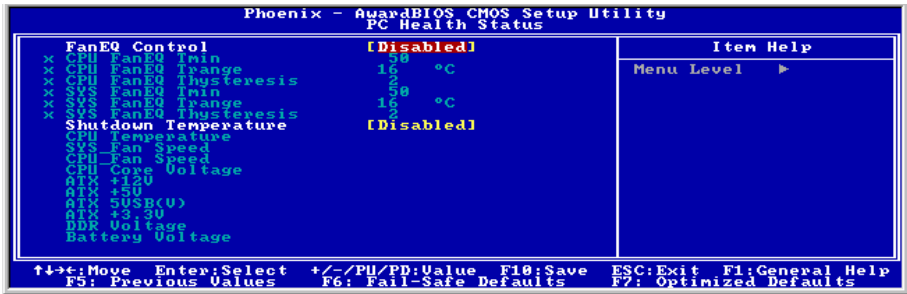 Phoenix - AwardBIOS CMOS Setup Utility
PC Health Status
FanEQ Control [Disabled]
x CPU FanEQ Tmin 50
x CPU FanEQ Trange 16 °C
x CPU FanEQ Thysteresis 2
x SYS FanEQ Tmin 50
x SYS FanEQ Trange 16 °C
x SYS FanEQ Thysteresis 2
Shutdown Temperature [Disabled]
CPU Temperature
SYS_Fan Speed
CPU_Fan Speed
CPU Core Voltage
ATX +12V
ATX +5V
ATX 5VSB(V)
ATX +3.3V
DDR Voltage
Battery Voltage
Item Help
Menu Level ►
↑↓→←:Move Enter:Select +/-/PU/PD:Value F10:Save ESC:Exit F1:General Help
F5: Previous Values F6: Fail-Safe Defaults F7: Optimized Defaults